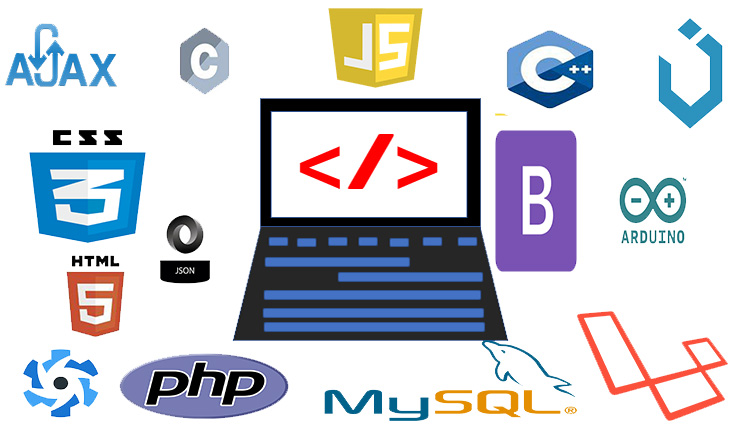 AJAX
C
JS
C++
CSS
3
</>
B
ARDUINO
JSON
HTML
5
php
MySQL®